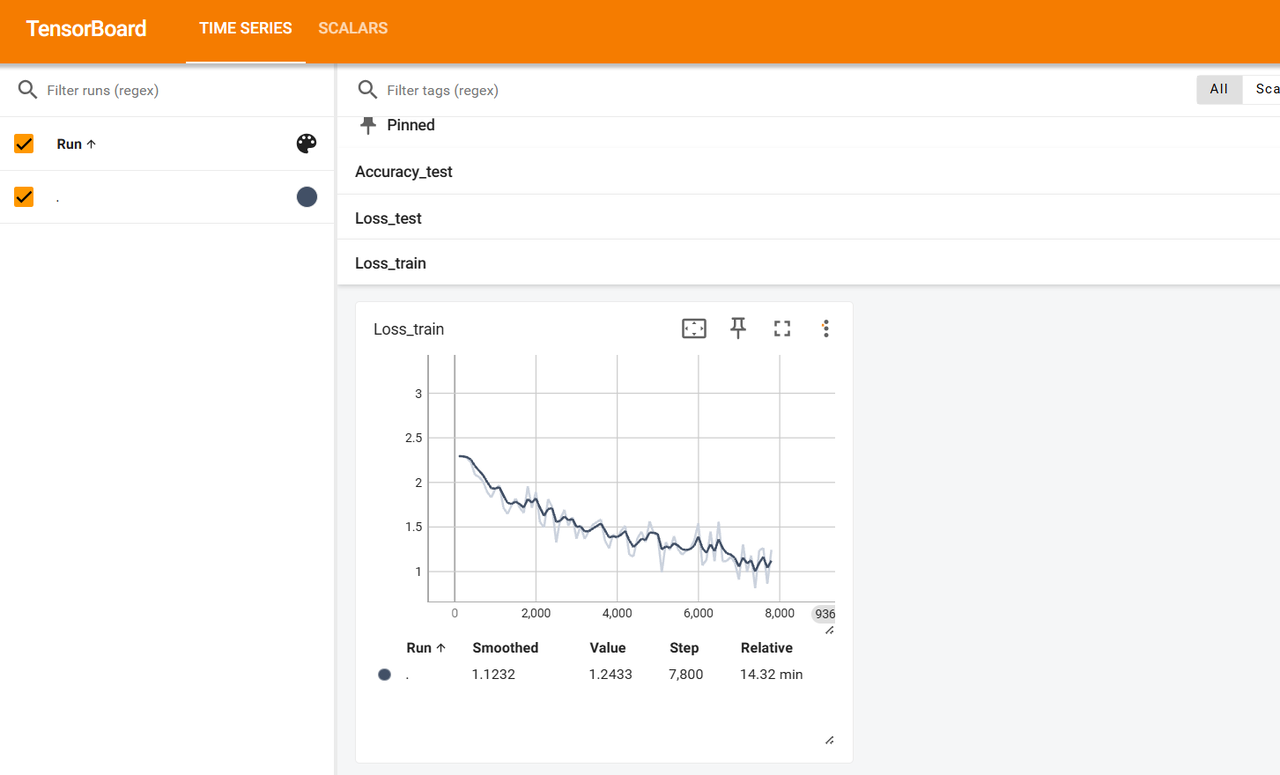 TensorBoard TIME SERIES SCALARS
Filter runs (regex)
Run ↑
.
Filter tags (regex) All Sca
Pinned
Accuracy_test
Loss_test
Loss_train
Loss_train
3
2.5
2
1.5
1
0 2,000 4,000 6,000 8,000 936
Run ↑ Smoothed Value Step Relative
. 1.1232 1.2433 7,800 14.32 min